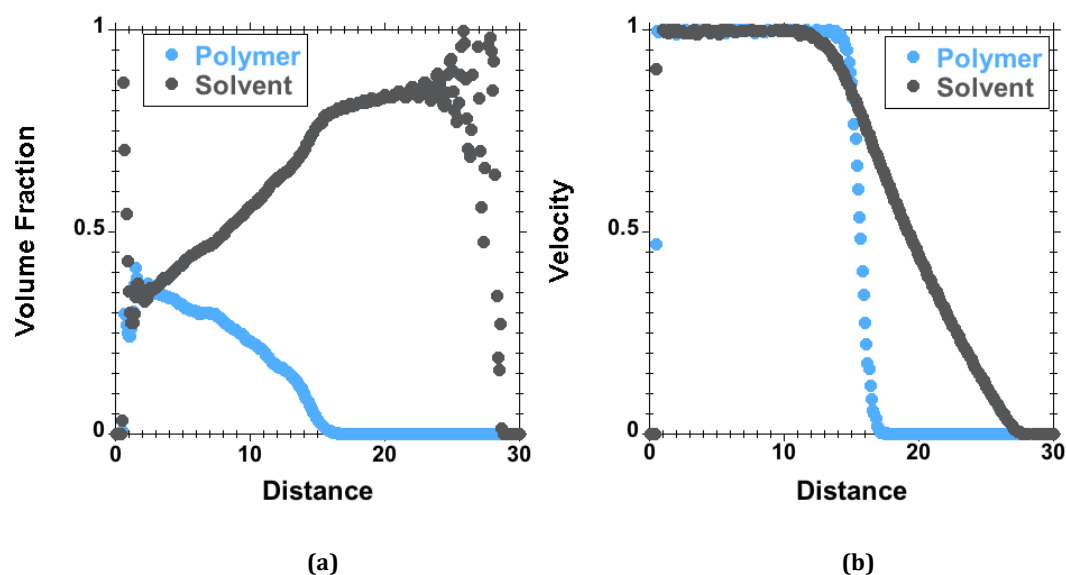 1
Polymer
Solvent
0.5
0
0
10
20
30
Volume Fraction
Distance
(a)
1
Polymer
Solvent
0.5
0
0
10
20
30
Velocity
Distance
(b)